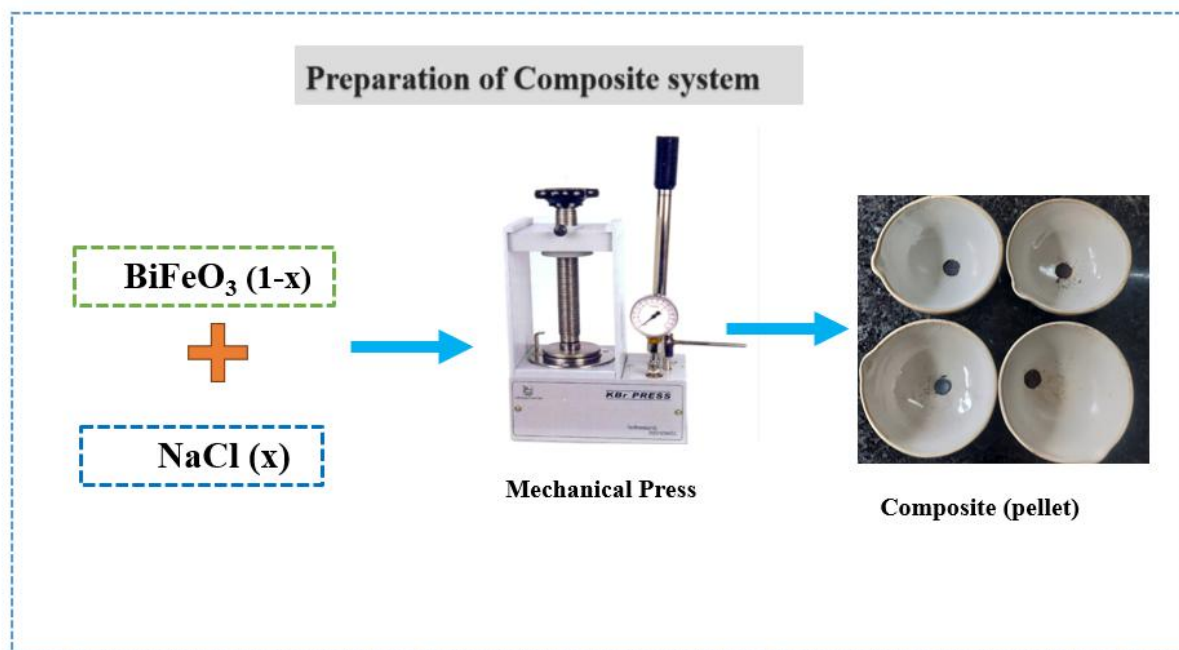 Preparation of Composite system
BiFeO₃ (1-x)
NaCl (x)
KBr PRESS
Mechanical Press
Composite (pellet)